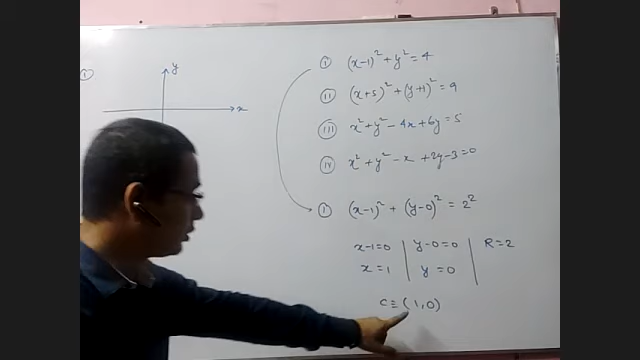 (I)
y
x
(I) (x-1)² + y² = 4
(II) (x+5)² + (y+1)² = 9
(III) x² + y² - 4x + 6y = 5
(IV) x² + y² - x + 2y - 3 = 0
(I) (x-1)² + (y-0)² = 2²
x-1=0 | y-0=0 | R=2
x=1 | y=0 |
C ≡ (1,0)